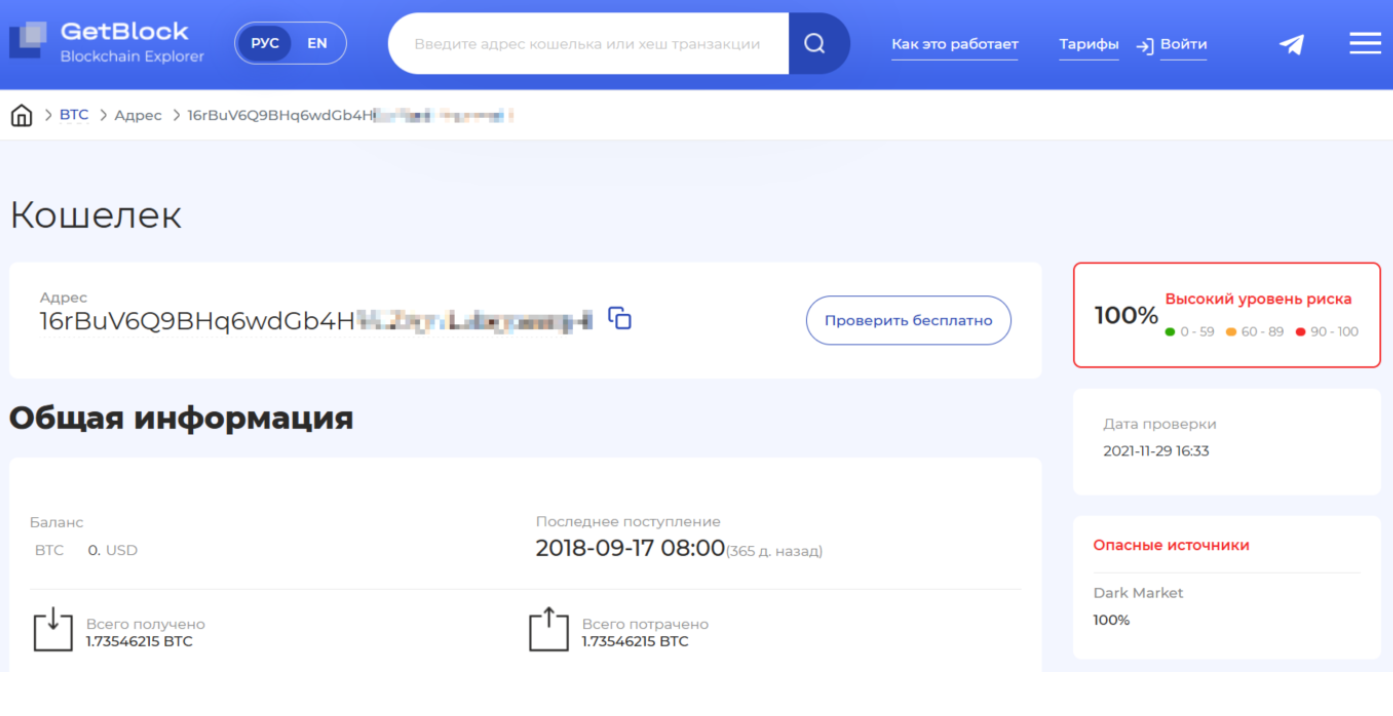 GetBlock
Blockchain Explorer
РУС EN
Введите адрес кошелька или хеш транзакции
Как это работает
Тарифы
Войти
BTC > Адрес > 16rBuV6Q9BHq6wdGb4H
Кошелек
Адрес
16rBuV6Q9BHq6wdGb4H
Проверить бесплатно
100%
Высокий уровень риска
0 - 59 60 - 89 90 - 100
Общая информация
Дата проверки
2021-11-29 16:33
Баланс
BTC 0. USD
Последнее поступление
2018-09-17 08:00(365 д. назад)
Опасные источники
Dark Market
100%
Всего получено
1.73546215 BTC
Всего потрачено
1.73546215 BTC